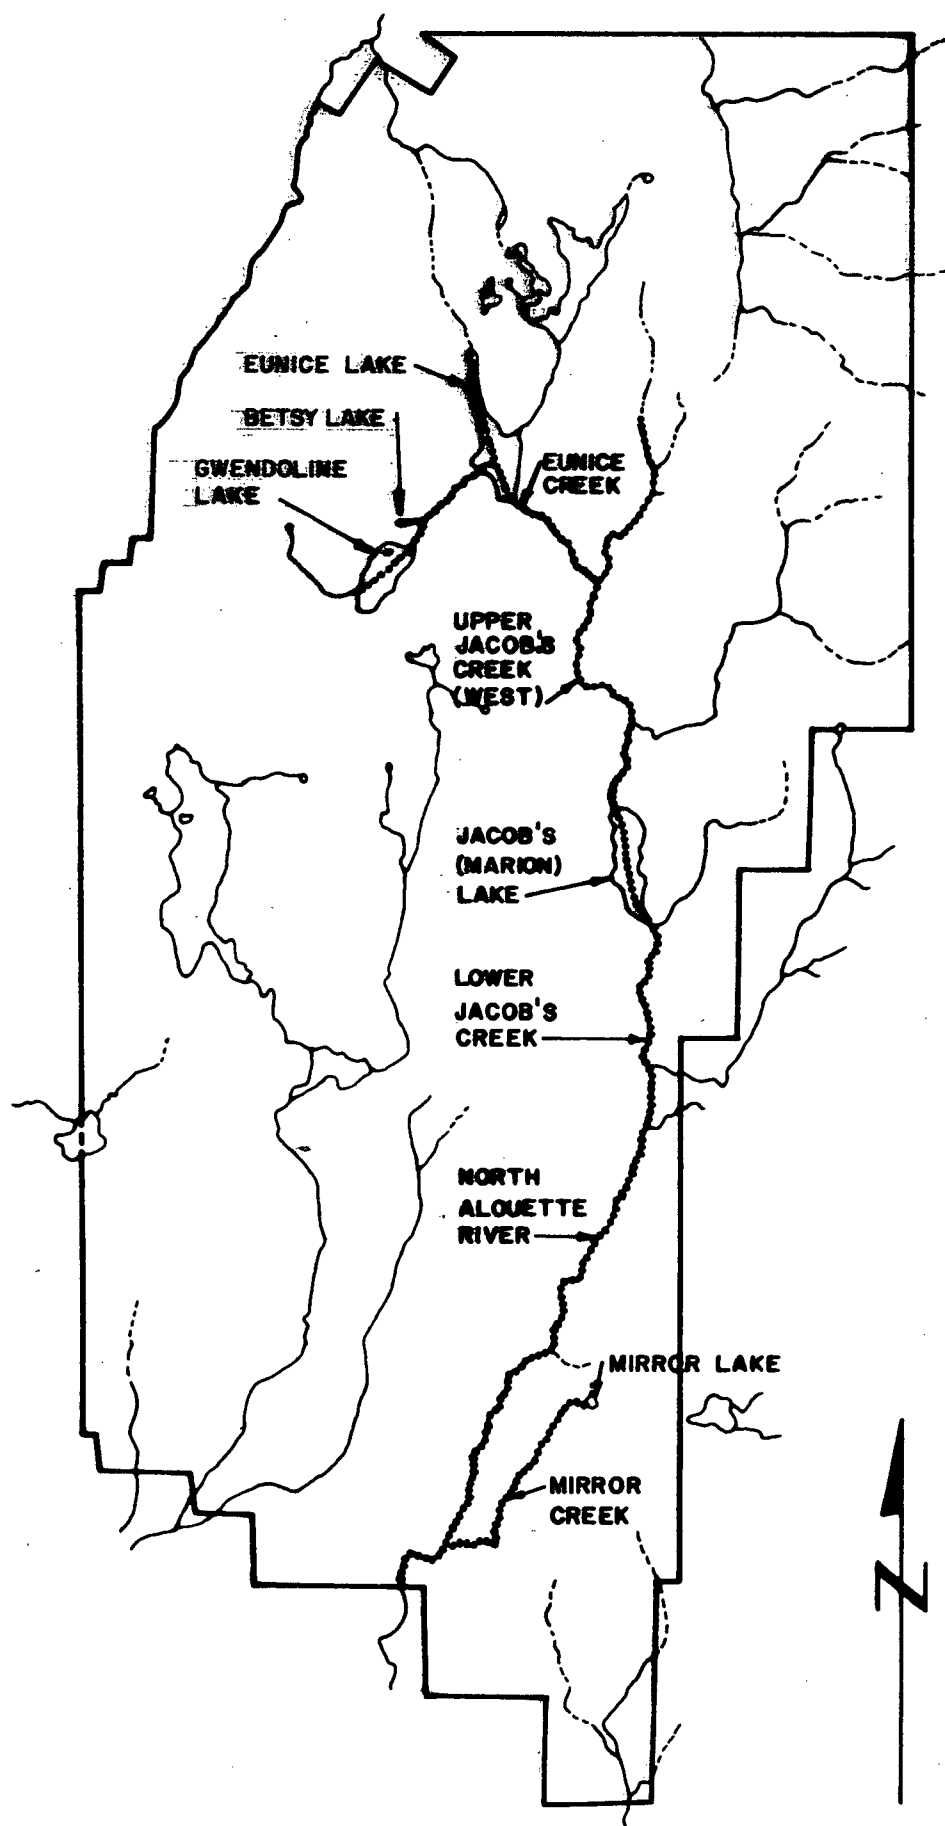 EUNICE LAKE
BETSY LAKE
GWENDOLINE
LAKE
EUNICE
CREEK
UPPER
JACOB'S
CREEK
(WEST)
JACOB'S
(MARION)
LAKE
LOWER
JACOB'S
CREEK
NORTH
ALOUETTE
RIVER
MIRROR LAKE
MIRROR
CREEK
N